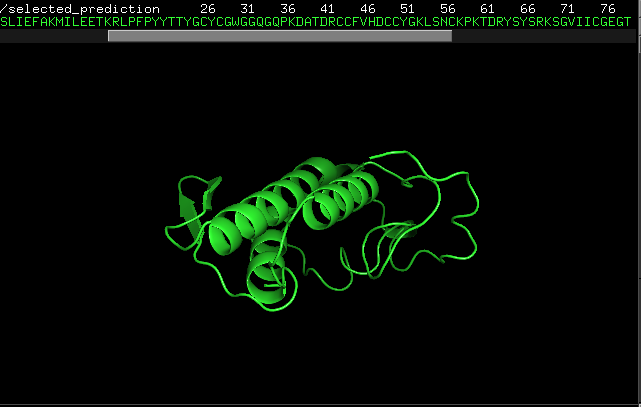 /selected_prediction 26 31 36 41 46 51 56 61 66 71 76
SLIEFAKMILEETKRLPFPYYTTYGCYCGWGGQGQPKDATDRCCFVHDCCYGKLSNCKPKTDRYSYSRKSGVIICGEGT